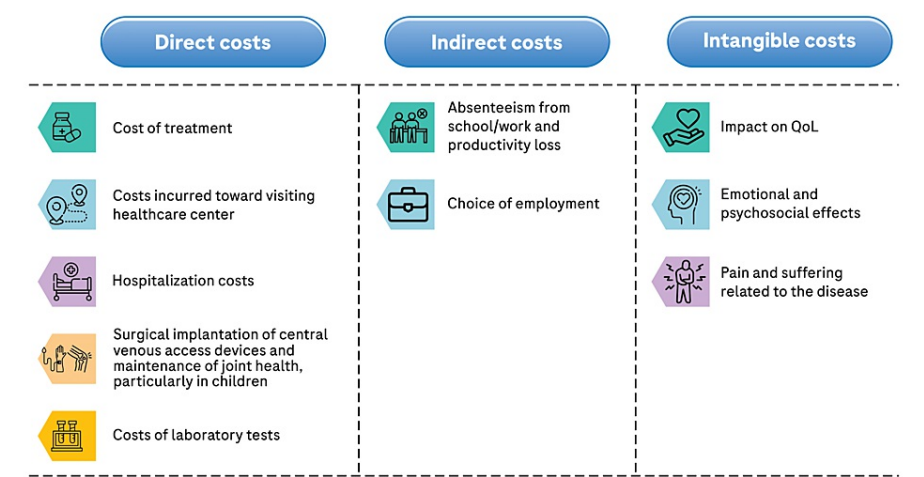 Direct costs
Cost of treatment
Costs incurred toward visiting
healthcare center
Hospitalization costs
Surgical implantation of central
venous access devices and
maintenance of joint health,
particularly in children
Costs of laboratory tests
Indirect costs
Absenteeism from
school/work and
productivity loss
Choice of employment
Intangible costs
Impact on QoL
Emotional and
psychosocial effects
Pain and suffering
related to the disease